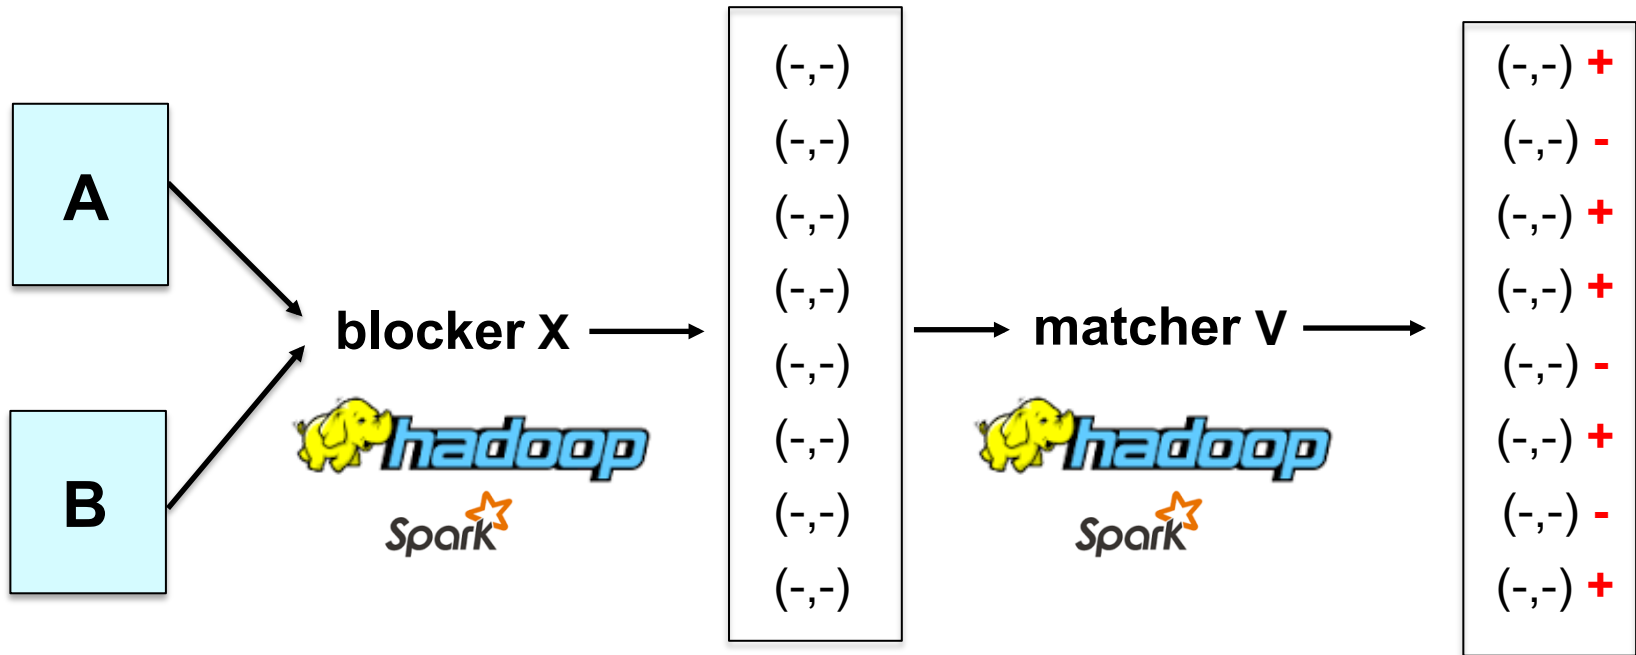 A
B
blocker X
hadoop
Spark
(-,-)
(-,-)
(-,-)
(-,-)
(-,-)
(-,-)
(-,-)
(-,-)
matcher V
hadoop
Spark
(-,-) +
(-,-) -
(-,-) +
(-,-) +
(-,-) -
(-,-) +
(-,-) -
(-,-) +